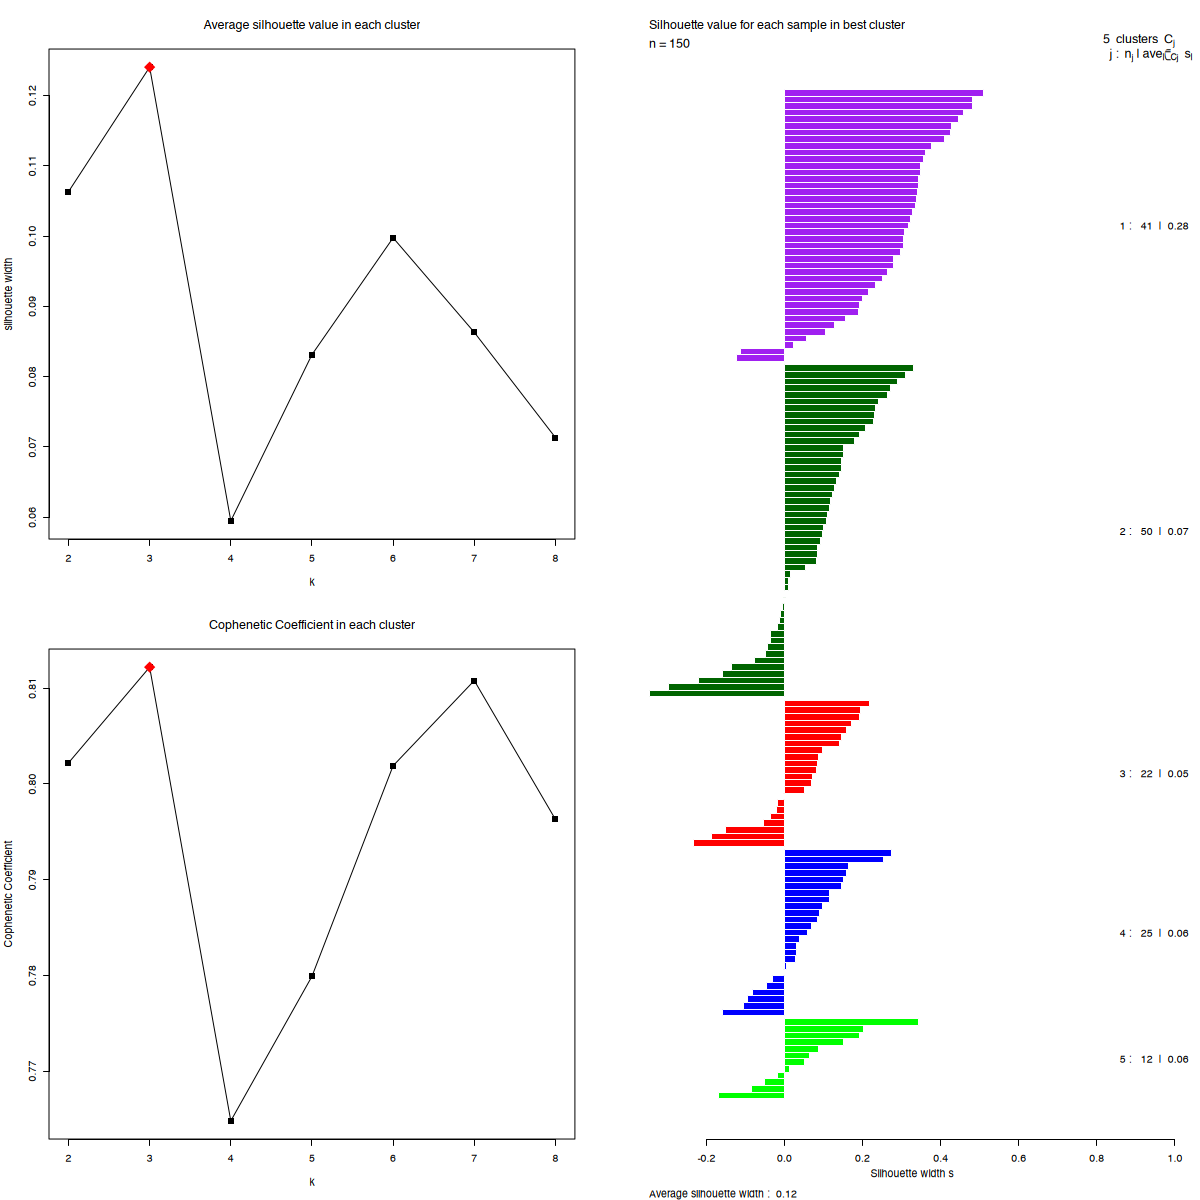 Average silhouette value in each cluster
silhouette width
0.12
0.11
0.10
0.09
0.08
0.07
0.06
2 3 4 5 6 7 8
k
Cophenetic Coefficient in each cluster
Cophenetic Coefficient
0.81
0.80
0.79
0.78
0.77
2 3 4 5 6 7 8
k
Silhouette value for each sample in best cluster
n = 150
5 clusters Cj
j : nj | avei∈Cj si
1 : 41 | 0.28
2 : 50 | 0.07
3 : 22 | 0.05
4 : 25 | 0.06
5 : 12 | 0.06
-0.2 0.0 0.2 0.4 0.6 0.8 1.0
Silhouette width s
Average silhouette width : 0.12